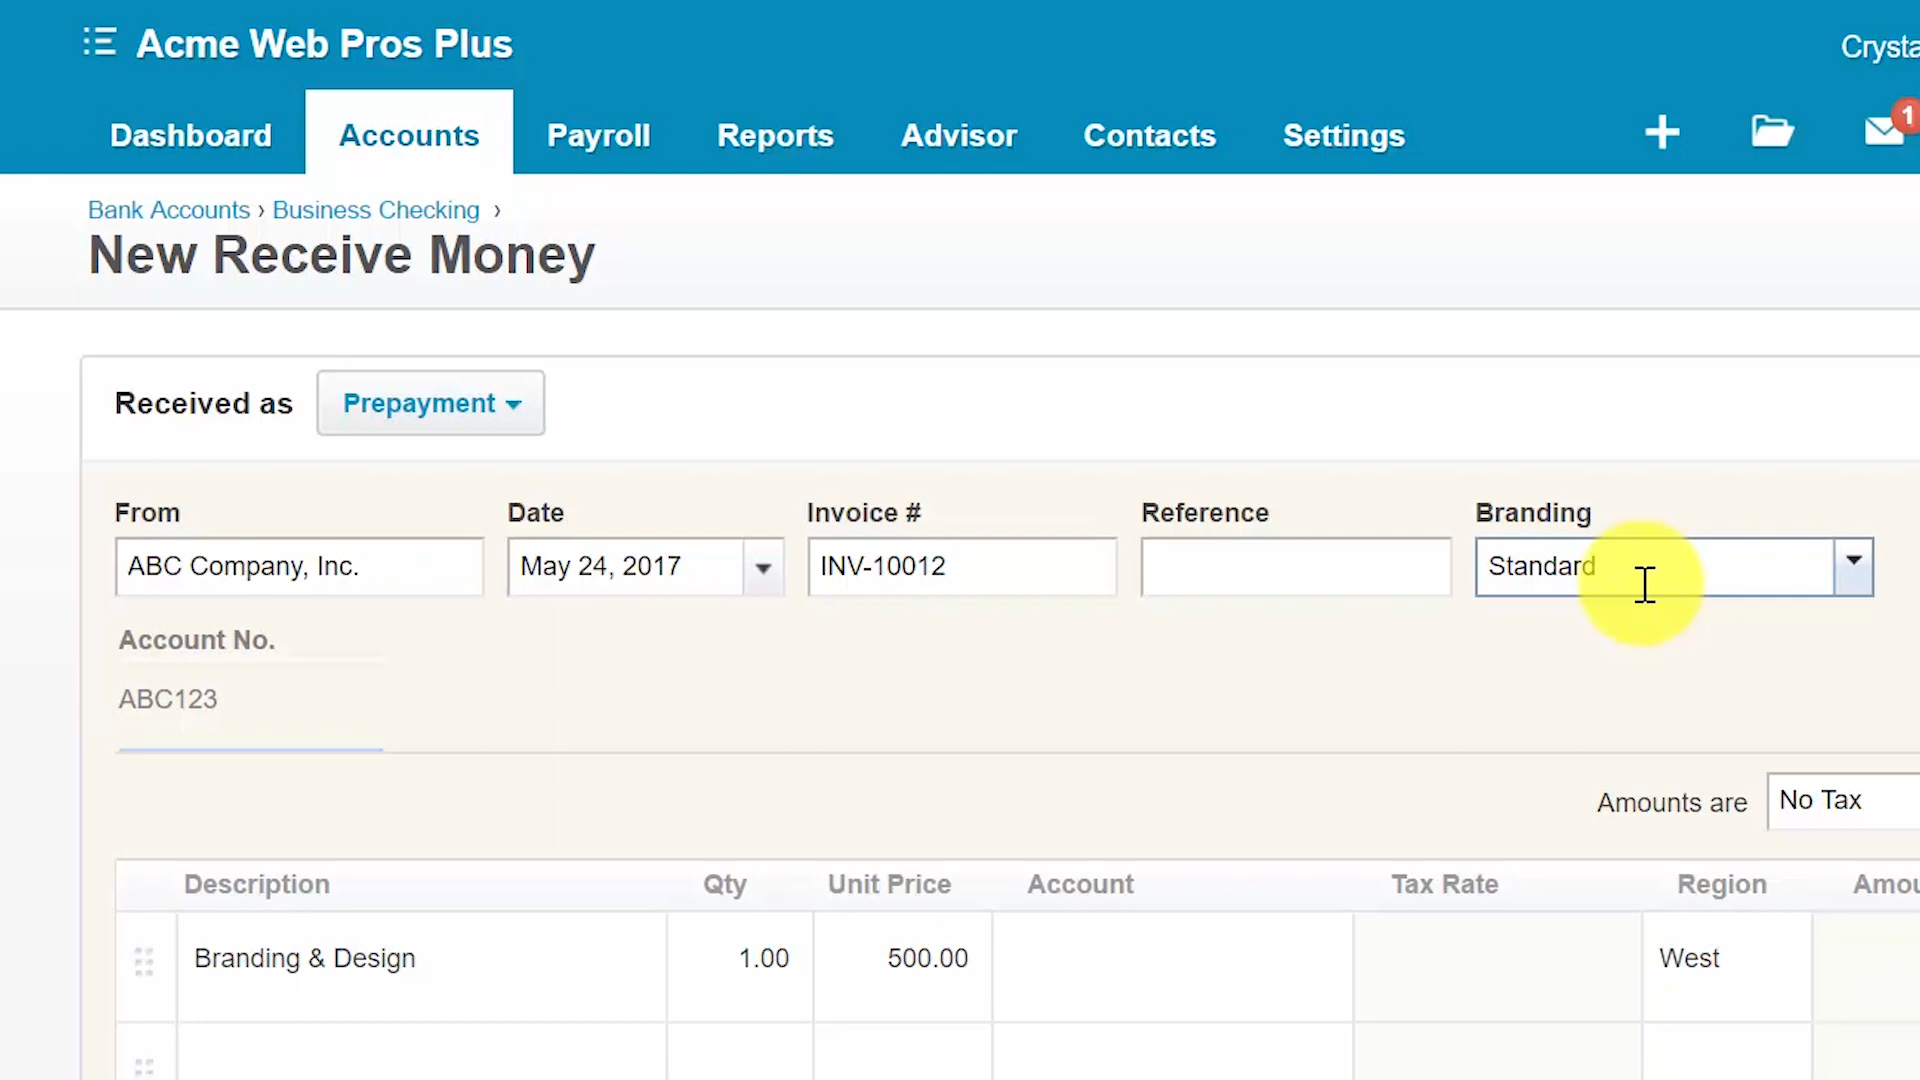 Acme Web Pros Plus
Dashboard Accounts Payroll Reports Advisor Contacts Settings 1
Bank Accounts › Business Checking ›
New Receive Money
Received as Prepayment
From Date Invoice # Reference Branding
ABC Company, Inc. May 24, 2017 INV-10012 Standard
Account No.
ABC123
Amounts are No Tax
Description Qty Unit Price Account Tax Rate Region
Branding & Design 1.00 500.00 West